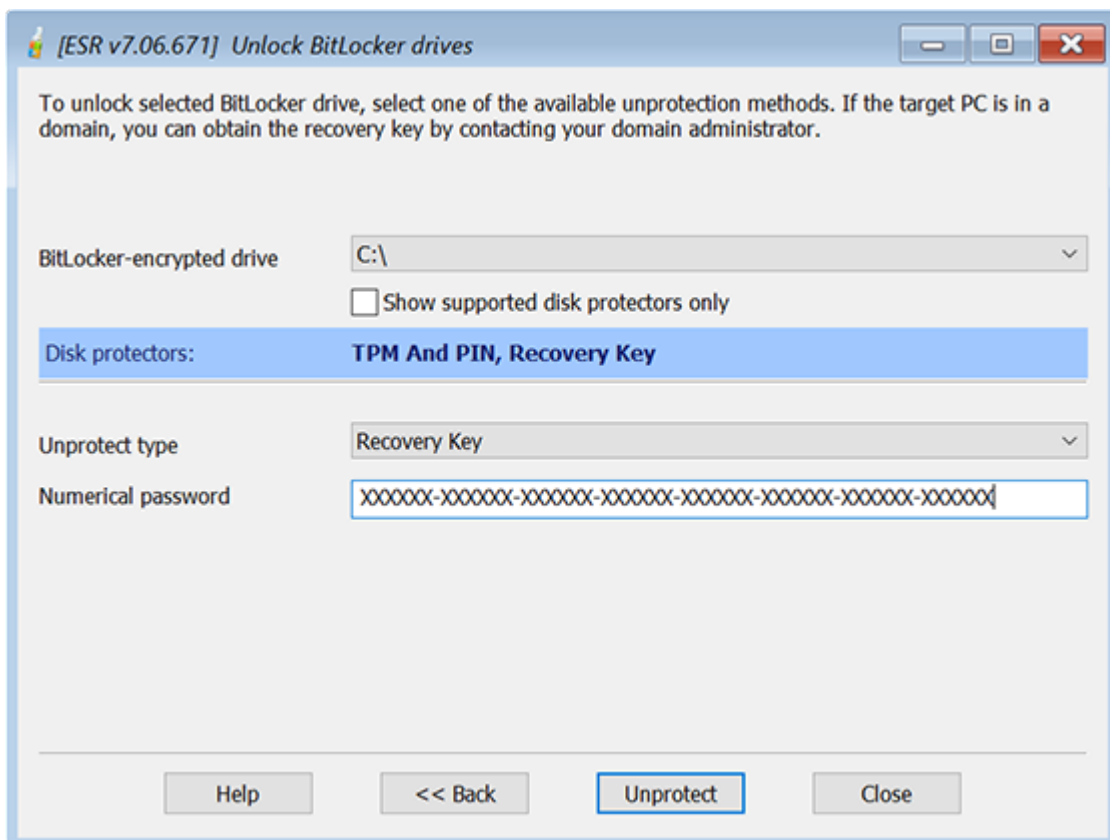 [ESR v7.06.671] Unlock BitLocker drives
To unlock selected BitLocker drive, select one of the available unprotection methods. If the target PC is in a
domain, you can obtain the recovery key by contacting your domain administrator.
BitLocker-encrypted drive C:\
Show supported disk protectors only
Disk protectors: TPM And PIN, Recovery Key
Unprotect type Recovery Key
Numerical password XXXXXX-XXXXXX-XXXXXX-XXXXXX-XXXXXX-XXXXXX-XXXXXX-XXXXXX
Help << Back Unprotect Close